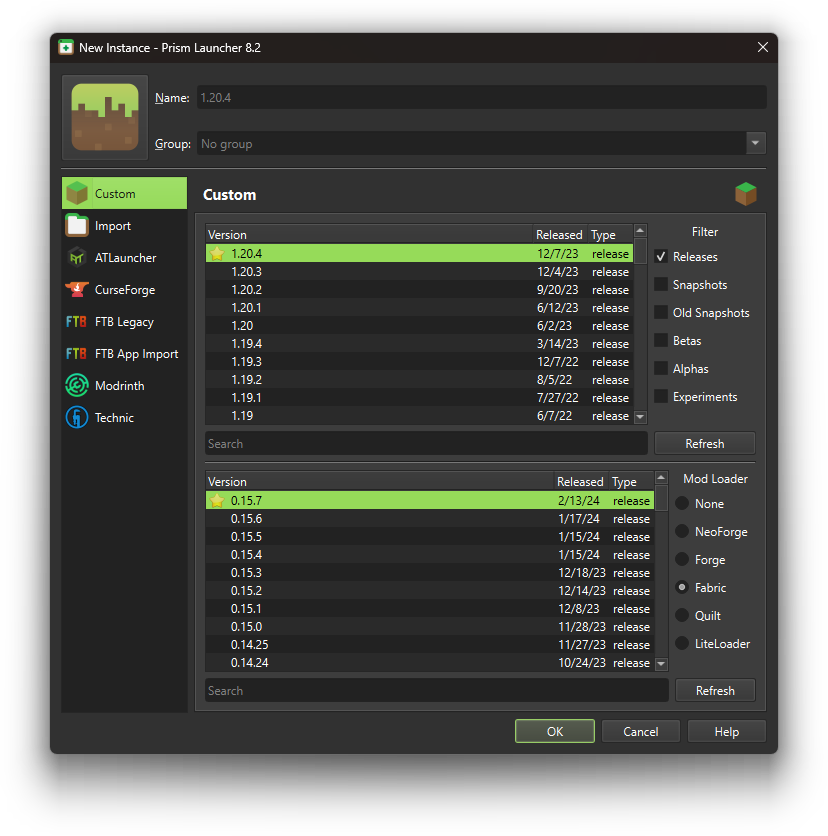 New Instance - Prism Launcher 8.2
Name: 1.20.4
Group: No group
Custom
Import
ATLauncher
CurseForge
FTB FTB Legacy
FTB FTB App Import
Modrinth
Technic
Custom
Version Released Type
1.20.4 12/7/23 release
1.20.3 12/4/23 release
1.20.2 9/20/23 release
1.20.1 6/12/23 release
1.20 6/2/23 release
1.19.4 3/14/23 release
1.19.3 12/7/22 release
1.19.2 8/5/22 release
1.19.1 7/27/22 release
1.19 6/7/22 release
Filter
Releases
Snapshots
Old Snapshots
Betas
Alphas
Experiments
Search
Refresh
Version Released Type
0.15.7 2/13/24 release
0.15.6 1/17/24 release
0.15.5 1/15/24 release
0.15.4 1/15/24 release
0.15.3 12/18/23 release
0.15.2 12/14/23 release
0.15.1 12/8/23 release
0.15.0 11/28/23 release
0.14.25 11/27/23 release
0.14.24 10/24/23 release
Mod Loader
None
NeoForge
Forge
Fabric
Quilt
LiteLoader
Search
Refresh
OK
Cancel
Help